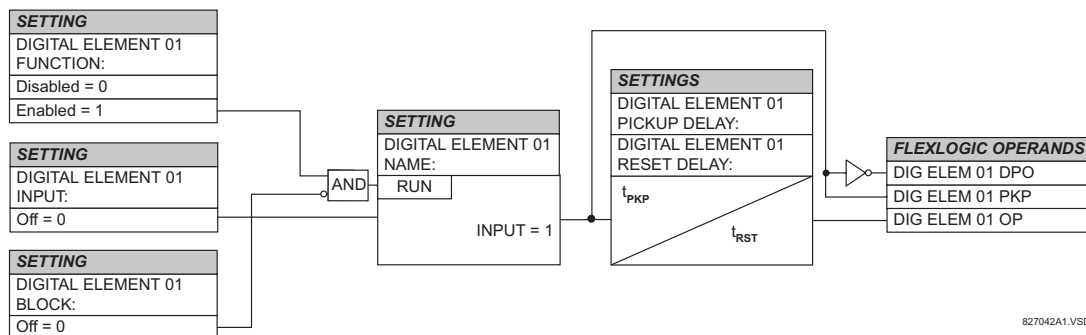 SETTING
DIGITAL ELEMENT 01
FUNCTION:
Disabled = 0
Enabled = 1
SETTING
DIGITAL ELEMENT 01
INPUT:
Off = 0
SETTING
DIGITAL ELEMENT 01
BLOCK:
Off = 0
AND
SETTING
DIGITAL ELEMENT 01
NAME:
RUN
INPUT = 1
SETTINGS
DIGITAL ELEMENT 01
PICKUP DELAY:
DIGITAL ELEMENT 01
RESET DELAY:
tPKP
tRST
FLEXLOGIC OPERANDS
DIG ELEM 01 DPO
DIG ELEM 01 PKP
DIG ELEM 01 OP
827042A1.VSD